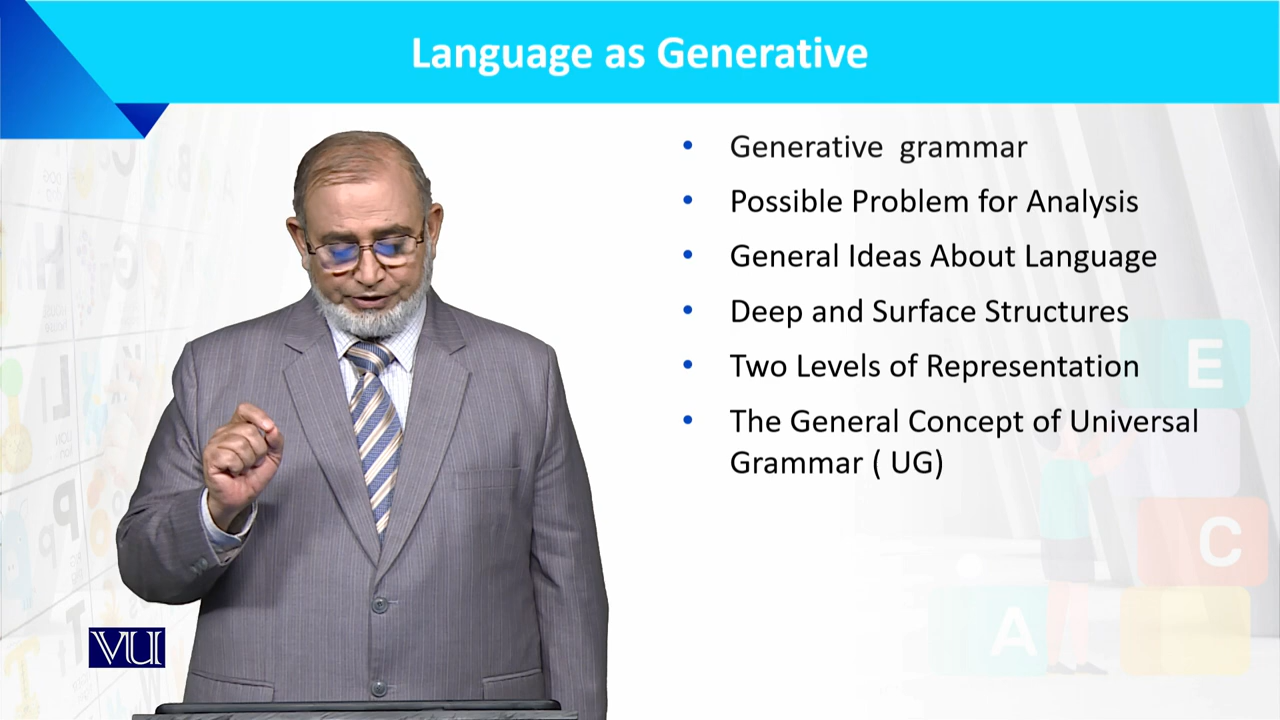 Language as Generative
• Generative grammar
• Possible Problem for Analysis
• General Ideas About Language
• Deep and Surface Structures
• Two Levels of Representation
• The General Concept of Universal
Grammar ( UG)
E
C
A
VU